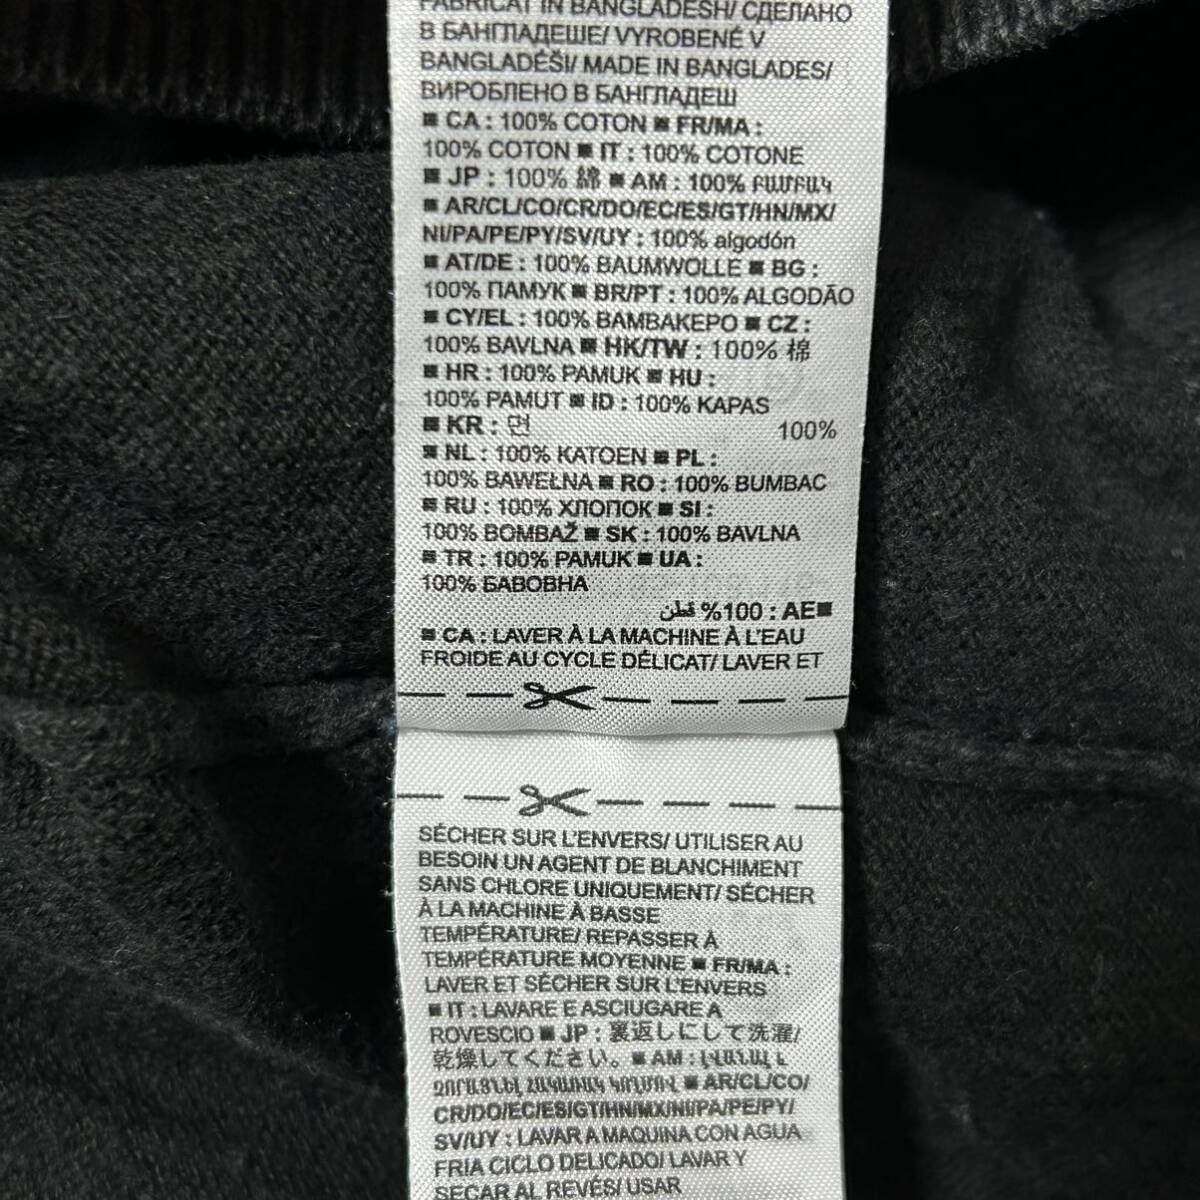 FABRICAT IN BANGLADESH/ СДЕЛАНО
В БАНГЛАДЕШЕ/ VYROBENÉ V
BANGLADÉŠI/ MADE IN BANGLADES/
ВИРОБЛЕНО В БАНГЛАДЕШ
■ CA : 100% COTON ■ FR/MA :
100% COTON ■ IT : 100% COTONE
■ JP : 100% 綿 ■ AM : 100% ԲԱՄԲԱԿ
■ AR/CL/CO/CR/DO/EC/ES/GT/HN/MX/
NI/PA/PE/PY/SV/UY : 100% algodón
■ AT/DE : 100% BAUMWOLLE ■ BG :
100% ПАМУК ■ BR/PT : 100% ALGODÃO
■ CY/EL : 100% ΒΑΜΒΑΚΕΡΟ ■ CZ :
100% BAVLNA ■ HK/TW : 100% 棉
■ HR : 100% PAMUK ■ HU :
100% PAMUT ■ ID : 100% KAPAS
■ KR : 면 100%
■ NL : 100% KATOEN ■ PL :
100% BAWEŁNA ■ RO : 100% BUMBAC
■ RU : 100% ХЛОПОК ■ SI :
100% BOMBAŽ ■ SK : 100% BAVLNA
■ TR : 100% PAMUK ■ UA :
100% БАВОВНА
■AE : 100% قطن
■ CA : LAVER À LA MACHINE À L'EAU
FROIDE AU CYCLE DÉLICAT/ LAVER ET
SÉCHER SUR L'ENVERS/ UTILISER AU
BESOIN UN AGENT DE BLANCHIMENT
SANS CHLORE UNIQUEMENT/ SÉCHER
À LA MACHINE À BASSE
TEMPÉRATURE/ REPASSER À
TEMPÉRATURE MOYENNE ■ FR/MA :
LAVER ET SÉCHER SUR L'ENVERS
■ IT : LAVARE E ASCIUGARE A
ROVESCIO ■ JP : 裏返しにして洗濯/
乾燥してください。■ AM : ԼՎԱՆԱԼ և
ՉՈՐԱՑՆԵԼ ՀԱԿԱՌԱԿ ԿՈՂՄՈՎ ■ AR/CL/CO/
CR/DO/EC/ES/GT/HN/MX/NI/PA/PE/PY/
SV/UY : LAVAR A MAQUINA CON AGUA
FRIA CICLO DELICADO/ LAVAR Y
SECAR AL REVÉS/ USAR